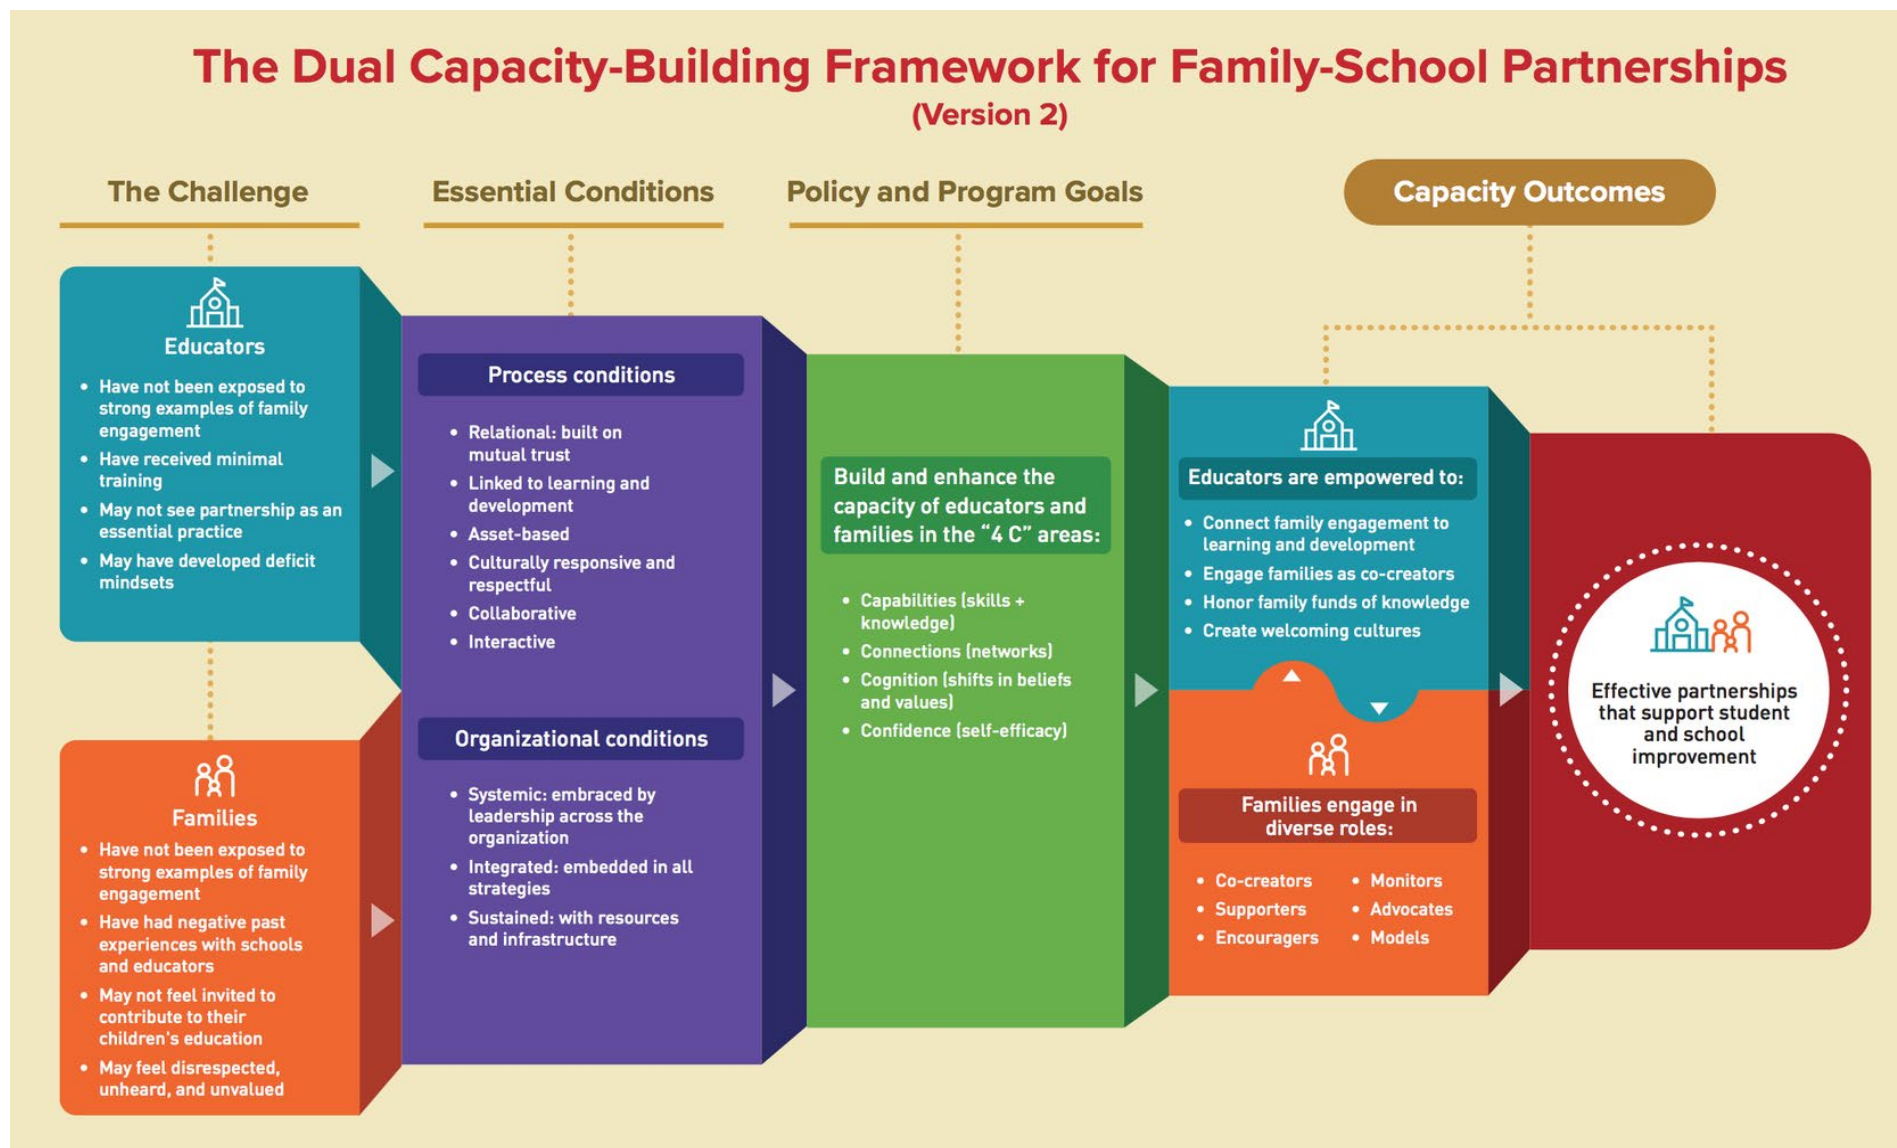 The Dual Capacity-Building Framework for Family-School Partnerships
(Version 2)
The Challenge
Essential Conditions
Policy and Program Goals
Capacity Outcomes
Educators
• Have not been exposed to
strong examples of family
engagement
• Have received minimal
training
• May not see partnership as an
essential practice
• May have developed deficit
mindsets
Families
• Have not been exposed to
strong examples of family
engagement
• Have had negative past
experiences with schools
and educators
• May not feel invited to
contribute to their
children's education
• May feel disrespected,
unheard, and unvalued
Process conditions
• Relational: built on
mutual trust
• Linked to learning and
development
• Asset-based
• Culturally responsive and
respectful
• Collaborative
• Interactive
Organizational conditions
• Systemic: embraced by
leadership across the
organization
• Integrated: embedded in all
strategies
• Sustained: with resources
and infrastructure
Build and enhance the
capacity of educators and
families in the “4 C” areas:
• Capabilities (skills +
knowledge)
• Connections (networks)
• Cognition (shifts in beliefs
and values)
• Confidence (self-efficacy)
Educators are empowered to:
• Connect family engagement to
learning and development
• Engage families as co-creators
• Honor family funds of knowledge
• Create welcoming cultures
Families engage in
diverse roles:
• Co-creators
• Supporters
• Encouragers
• Monitors
• Advocates
• Models
Effective partnerships
that support student
and school
improvement